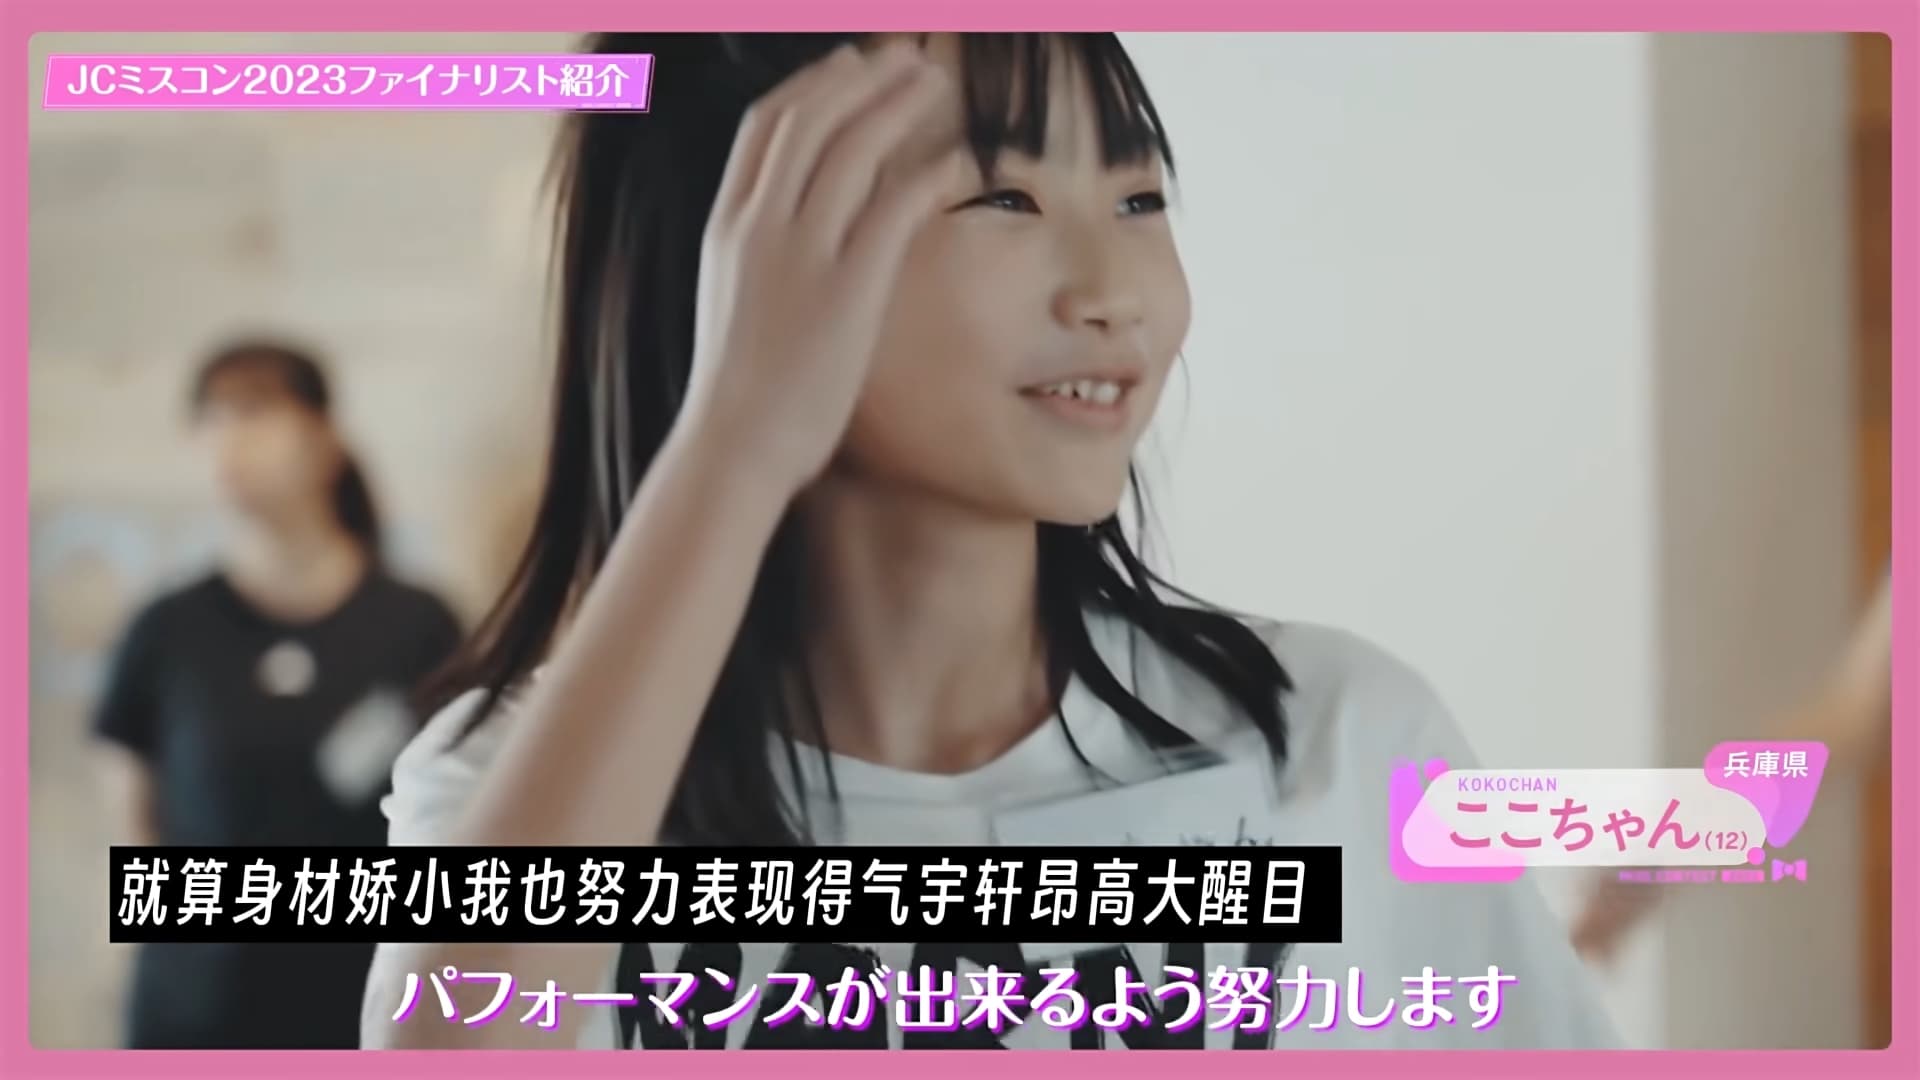 JCミスコン2023ファイナリスト紹介
兵庫県
KOKOCHAN
ここちゃん(12)
就算身材娇小我也努力表现得气宇轩昂高大醒目
パフォーマンスが出来るよう努力します